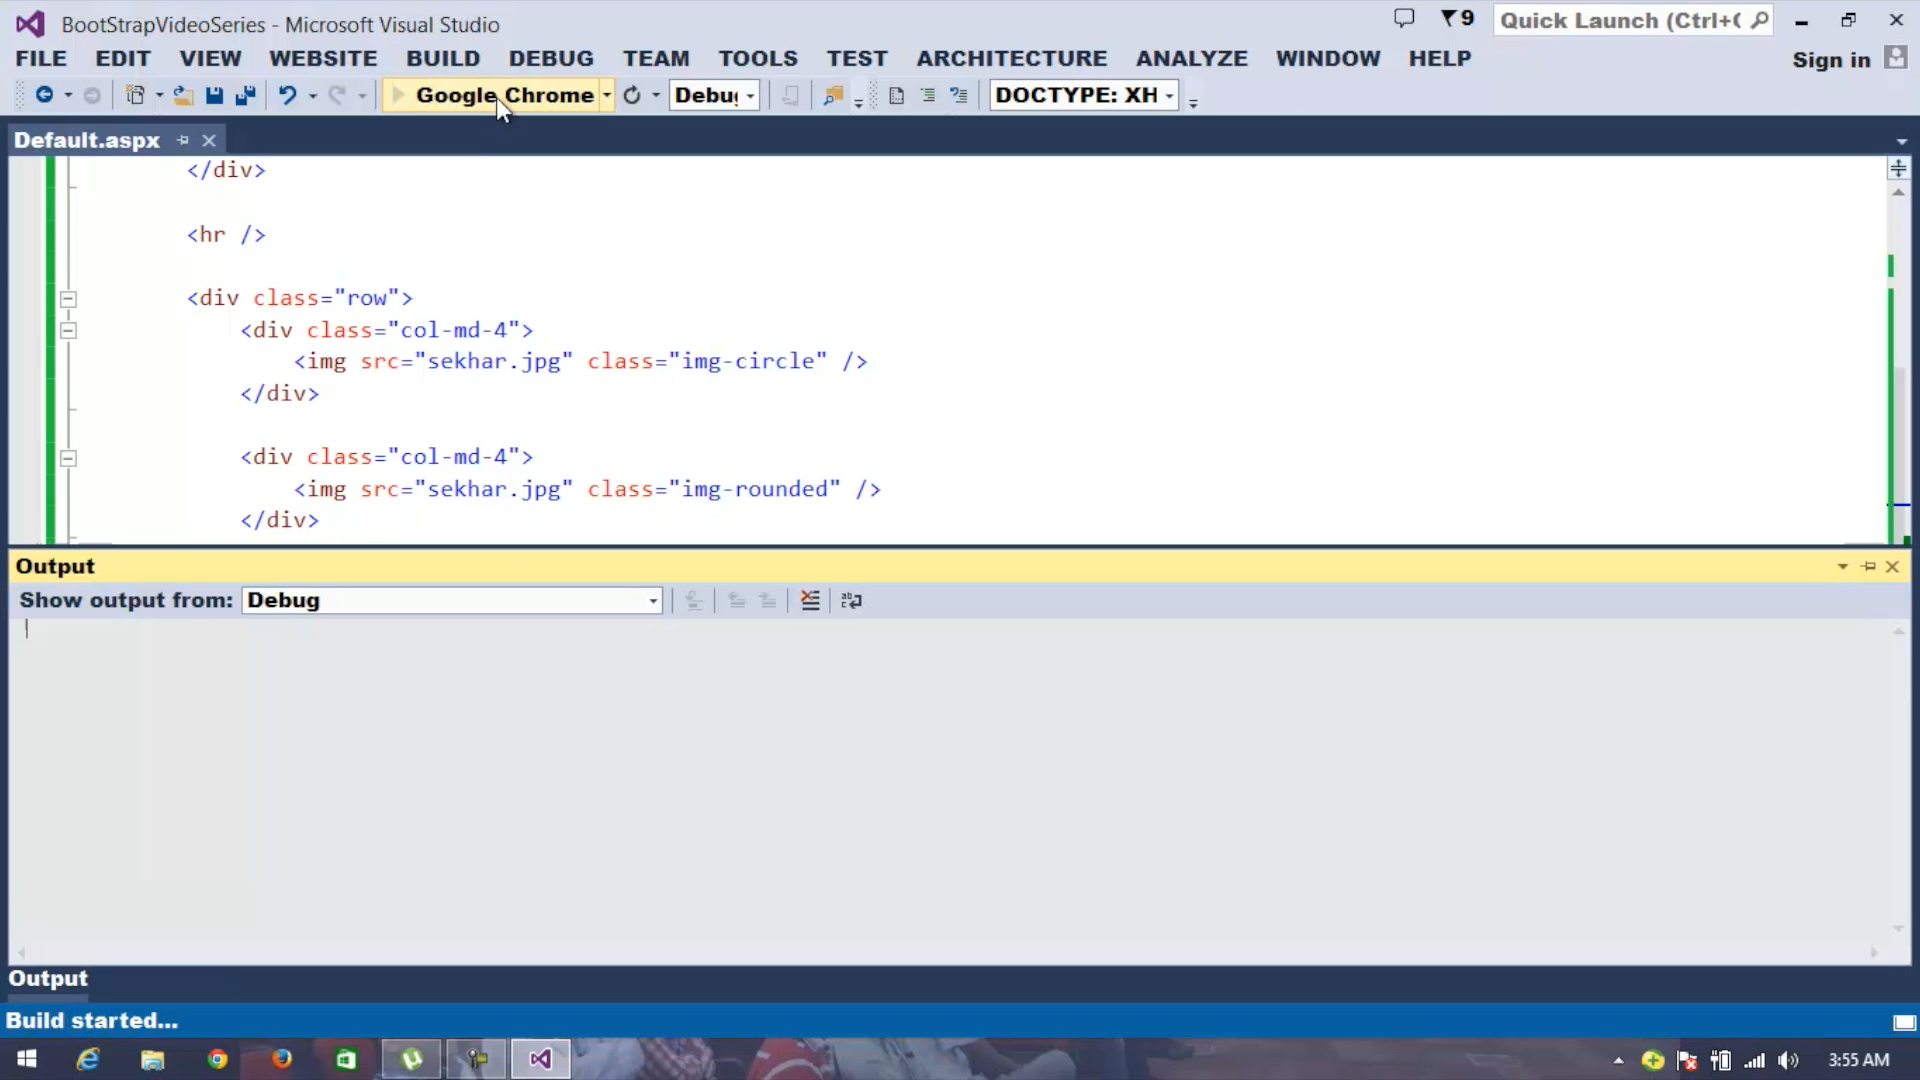 BootStrapVideoSeries - Microsoft Visual Studio
9
Quick Launch (Ctrl+
FILE EDIT VIEW WEBSITE BUILD DEBUG TEAM TOOLS TEST ARCHITECTURE ANALYZE WINDOW HELP
Sign in
Google Chrome
Debu
DOCTYPE: XH
Default.aspx
</div>
<hr />
<div class="row">
<div class="col-md-4">
<img src="sekhar.jpg" class="img-circle" />
</div>
<div class="col-md-4">
<img src="sekhar.jpg" class="img-rounded" />
</div>
Output
Show output from: Debug
Output
Build started...
3:55 AM